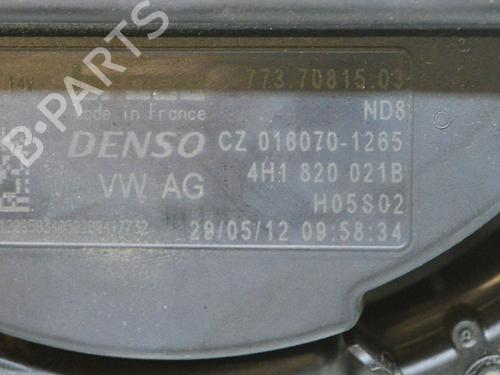 14V 773 70815.03
Made in France ND8
DENSO CZ 016070-1265
VW AG 4H1 820 021B
H05S02
29/05/12 09:58:34